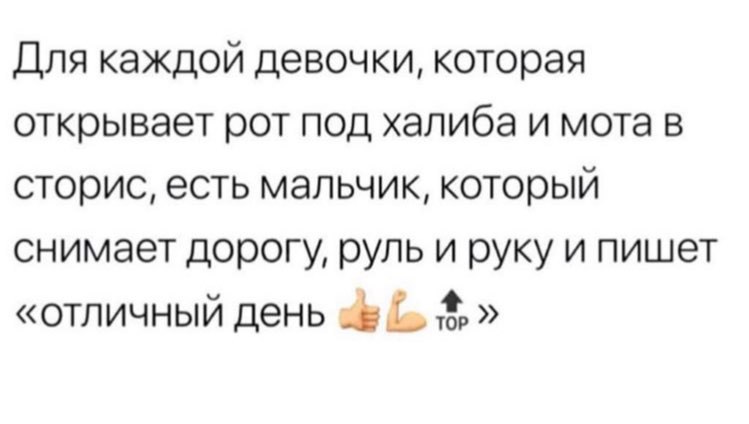 Для каждой девочки, которая
открывает рот под халиба и мота в
сторис, есть мальчик, который
снимает дорогу, руль и руку и пишет
«отличный день 👍💪🔝»